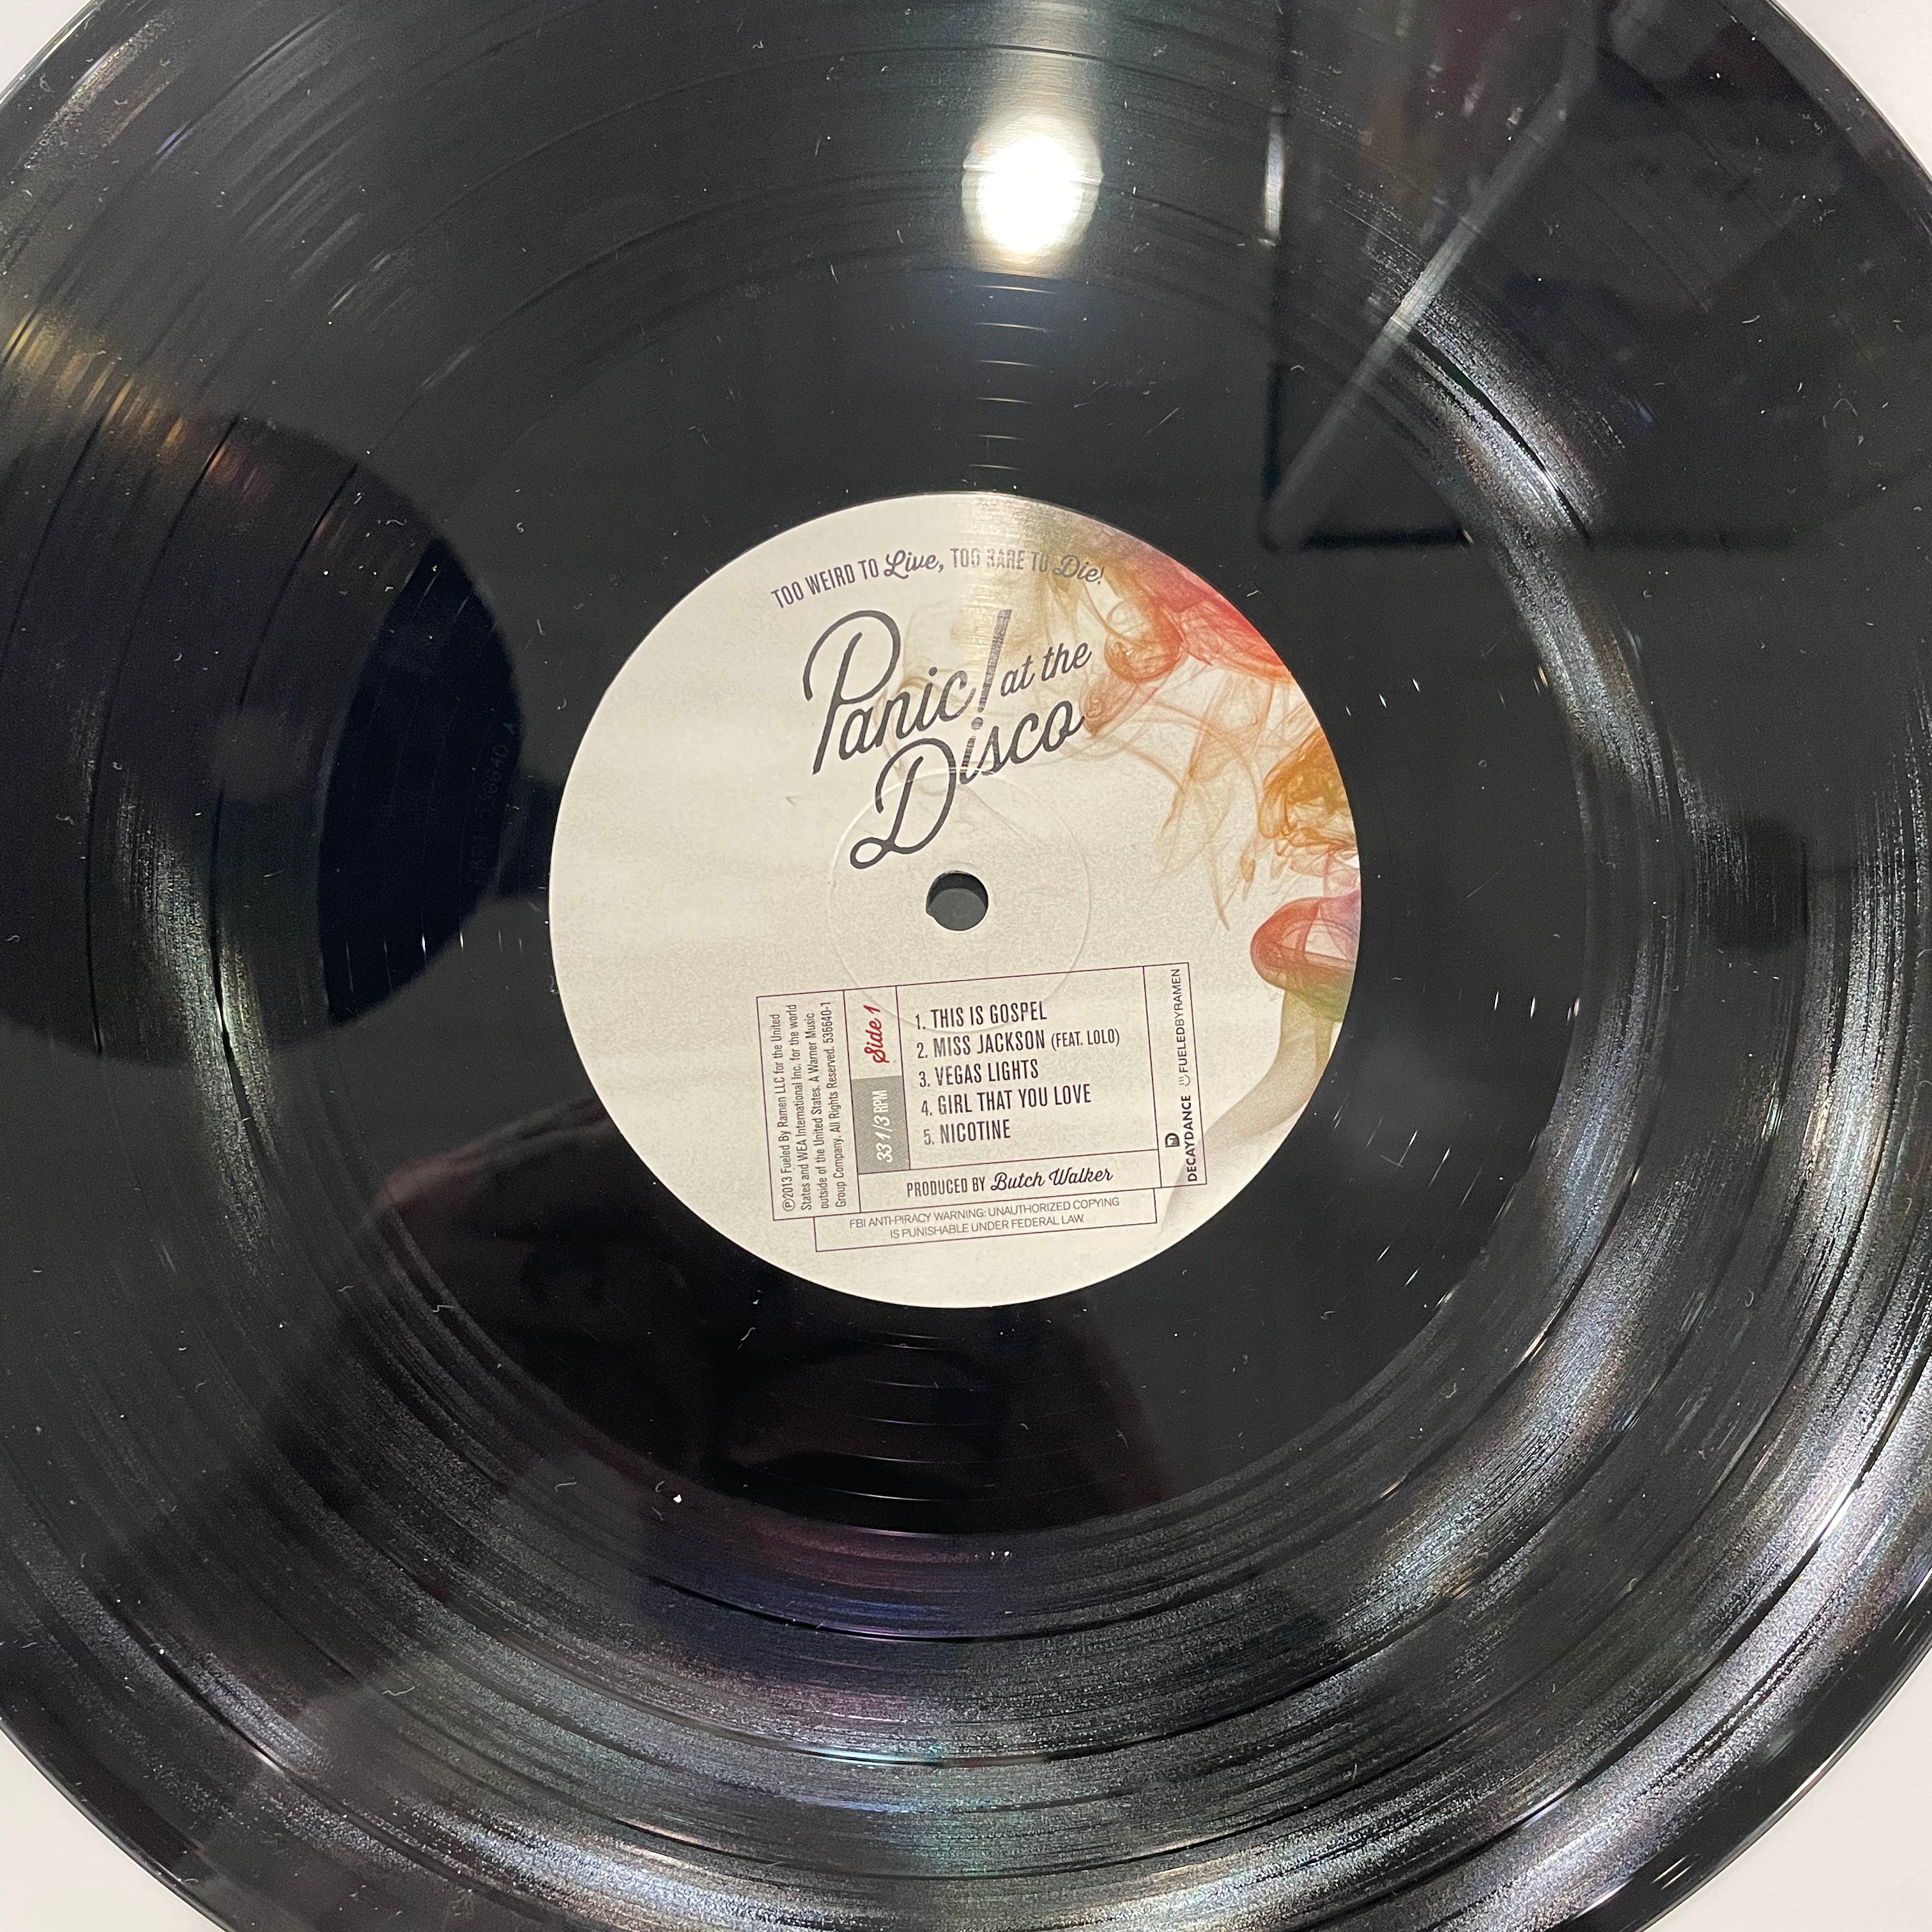 TOO WEIRD TO Live, TOO RARE TO Die!
Panic! at the
Disco
℗2013 Fueled By Ramen LLC for the United
States and WEA International Inc. for the world
outside of the United States. A Warner Music
Group Company. All Rights Reserved. 536640-1
Side 1
33 1/3 RPM
1. THIS IS GOSPEL
2. MISS JACKSON (FEAT. LOLO)
3. VEGAS LIGHTS
4. GIRL THAT YOU LOVE
5. NICOTINE
PRODUCED BY Butch Walker
DECAYDANCE FUELEDBYRAMEN
FBI ANTI-PIRACY WARNING: UNAUTHORIZED COPYING
IS PUNISHABLE UNDER FEDERAL LAW.